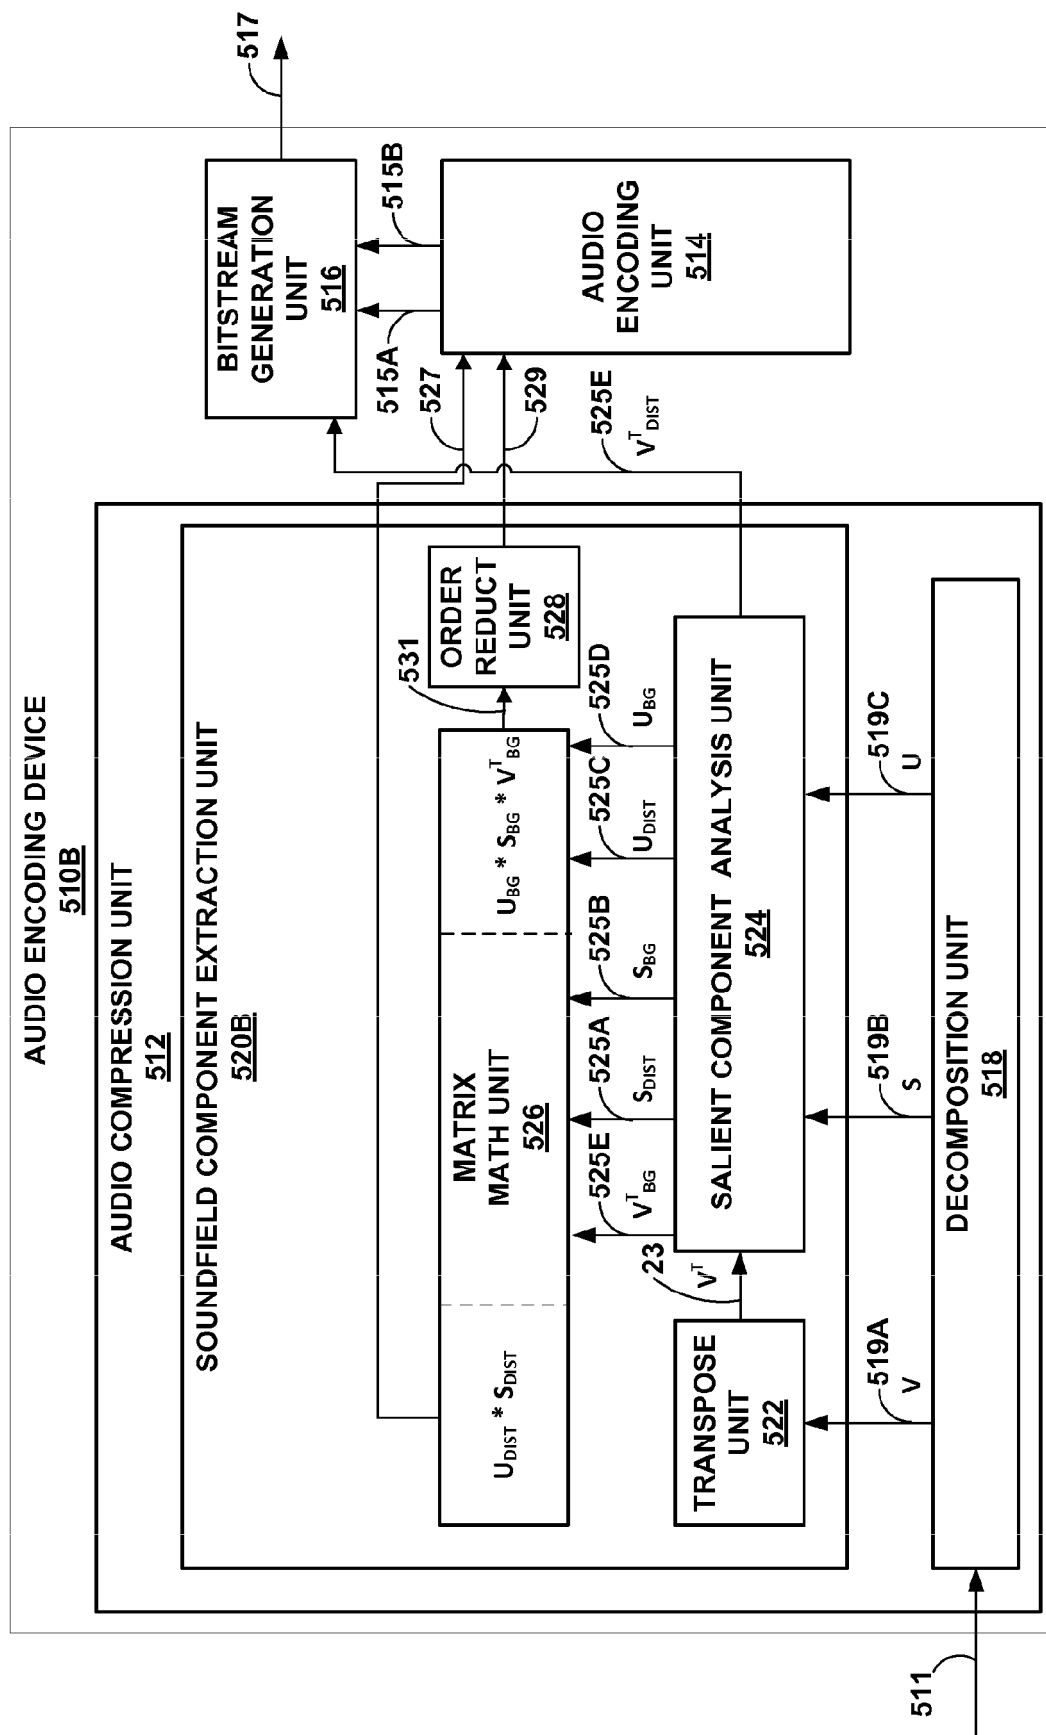 AUDIO ENCODING DEVICE
510B
AUDIO COMPRESSION UNIT
512
SOUNDFIELD COMPONENT EXTRACTION UNIT
520B
U_DIST * S_DIST
MATRIX
MATH UNIT
526
U_BG * S_BG * V^T_BG
531
ORDER
REDUCT
UNIT
528
525E
V^T_BG
525A
S_DIST
525B
S_BG
525C
U_DIST
525D
U_BG
TRANSPOSE
UNIT
522
23
V^T
SALIENT COMPONENT ANALYSIS UNIT
524
519A
V
519B
S
519C
U
DECOMPOSITION UNIT
518
511
BITSTREAM
GENERATION
UNIT
516
517
515A
515B
527
529
525E
V^T_DIST
AUDIO
ENCODING
UNIT
514